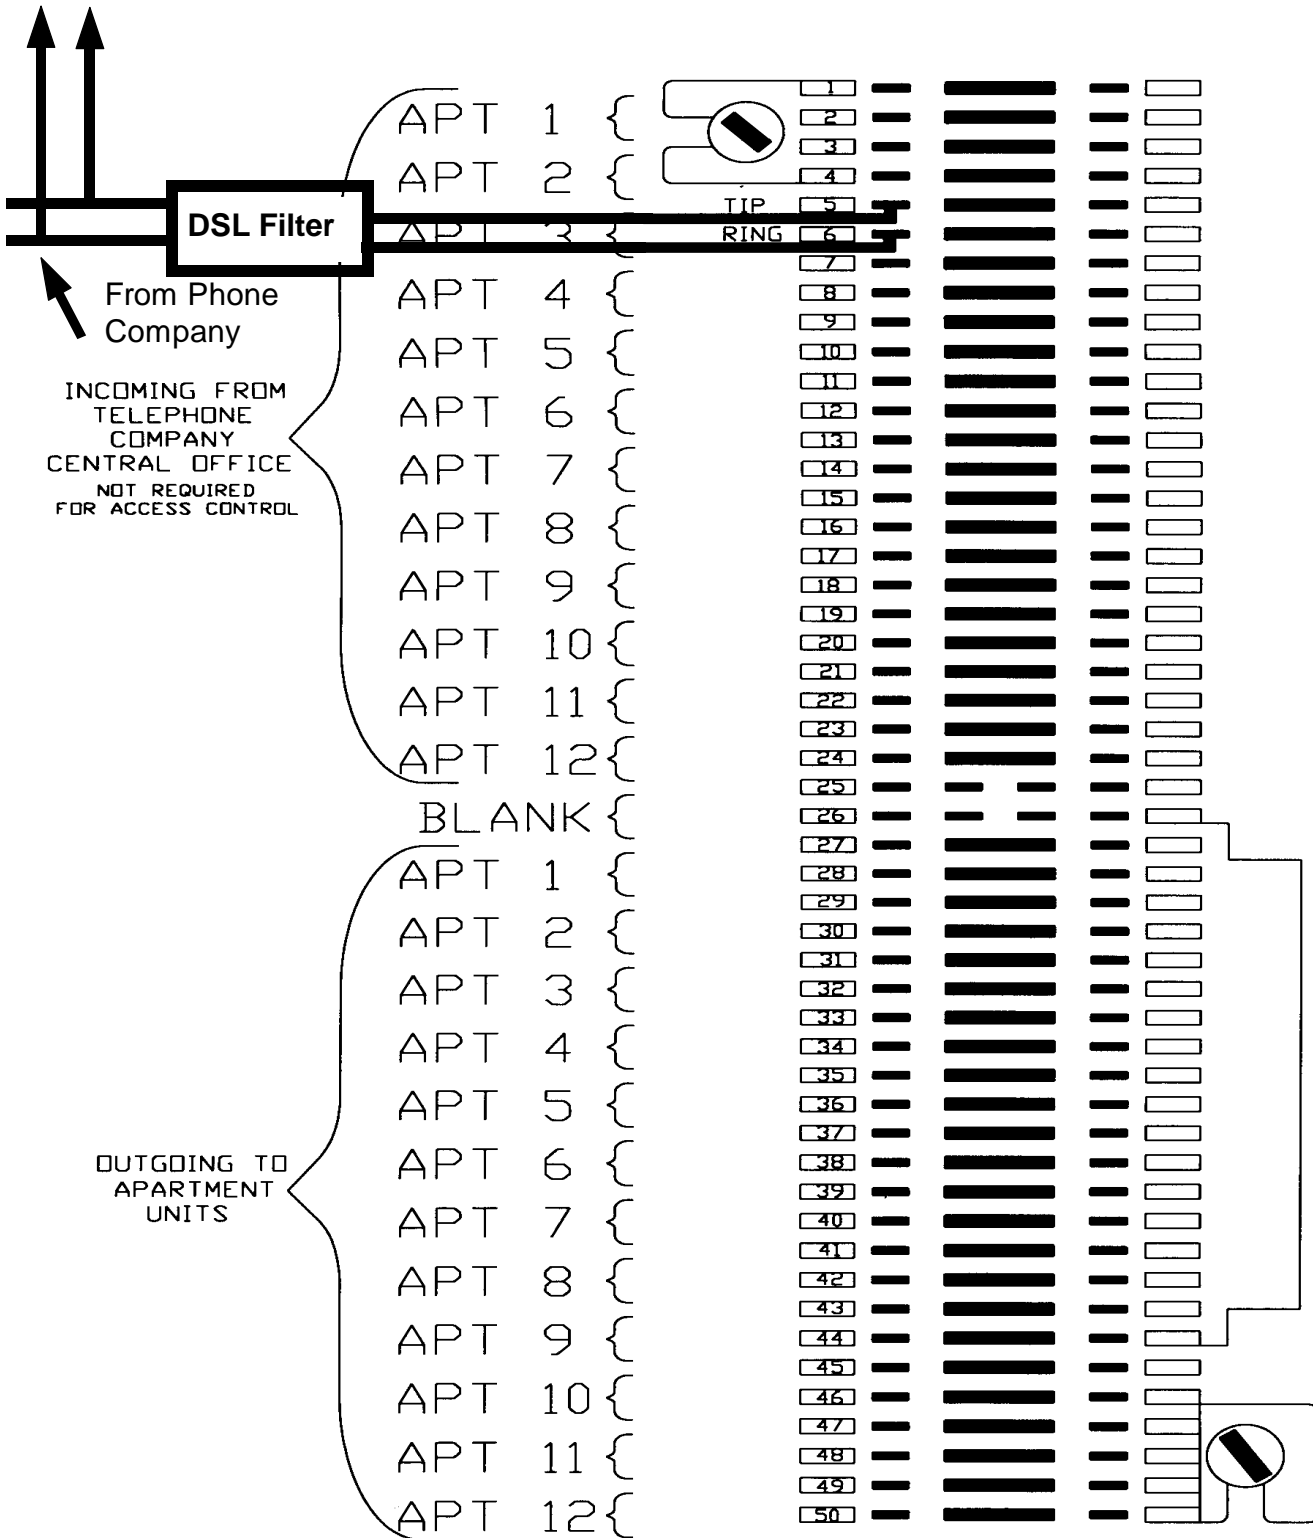 APT 1
APT 2
DSL Filter
APT 3
From Phone
Company
APT 4
APT 5
INCOMING FROM
TELEPHONE
COMPANY
CENTRAL OFFICE
NOT REQUIRED
FOR ACCESS CONTROL
APT 6
APT 7
APT 8
APT 9
APT 10
APT 11
APT 12
BLANK
APT 1
APT 2
APT 3
APT 4
APT 5
OUTGOING TO
APARTMENT
UNITS
APT 6
APT 7
APT 8
APT 9
APT 10
APT 11
APT 12
TIP
RING
1
2
3
4
5
6
7
8
9
10
11
12
13
14
15
16
17
18
19
20
21
22
23
24
25
26
27
28
29
30
31
32
33
34
35
36
37
38
39
40
41
42
43
44
45
46
47
48
49
50